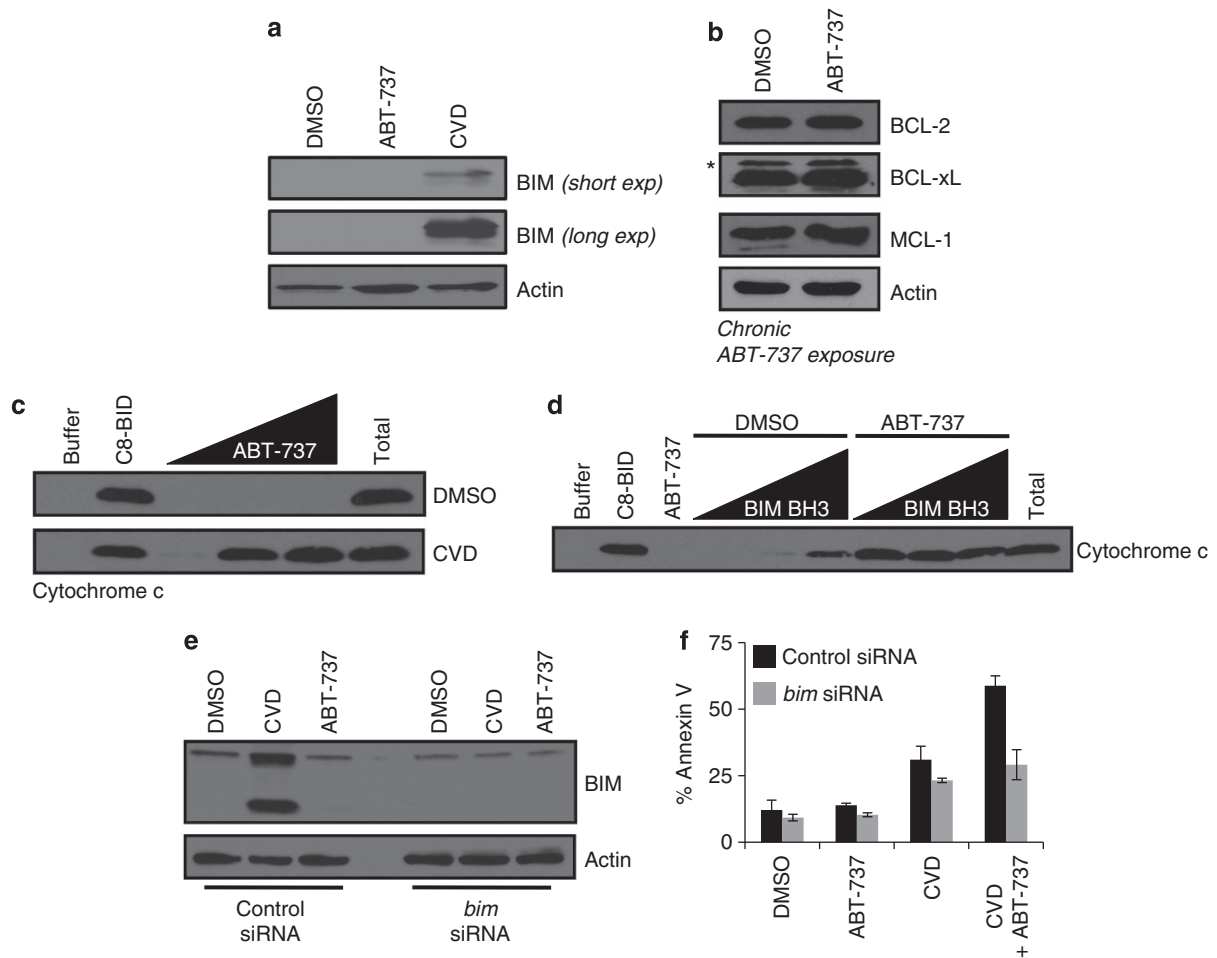 a
DMSO
ABT-737
CVD
BIM (short exp)
BIM (long exp)
Actin
b
DMSO
ABT-737
BCL-2
*
BCL-xL
MCL-1
Actin
Chronic
ABT-737 exposure
c
Buffer
C8-BID
ABT-737
Total
DMSO
CVD
Cytochrome c
d
Buffer
C8-BID
ABT-737
DMSO
BIM BH3
ABT-737
BIM BH3
Total
Cytochrome c
e
DMSO
CVD
ABT-737
DMSO
CVD
ABT-737
BIM
Actin
Control
siRNA
bim
siRNA
f
75
50
25
0
% Annexin V
Control siRNA
bim siRNA
DMSO
ABT-737
CVD
CVD
+ ABT-737